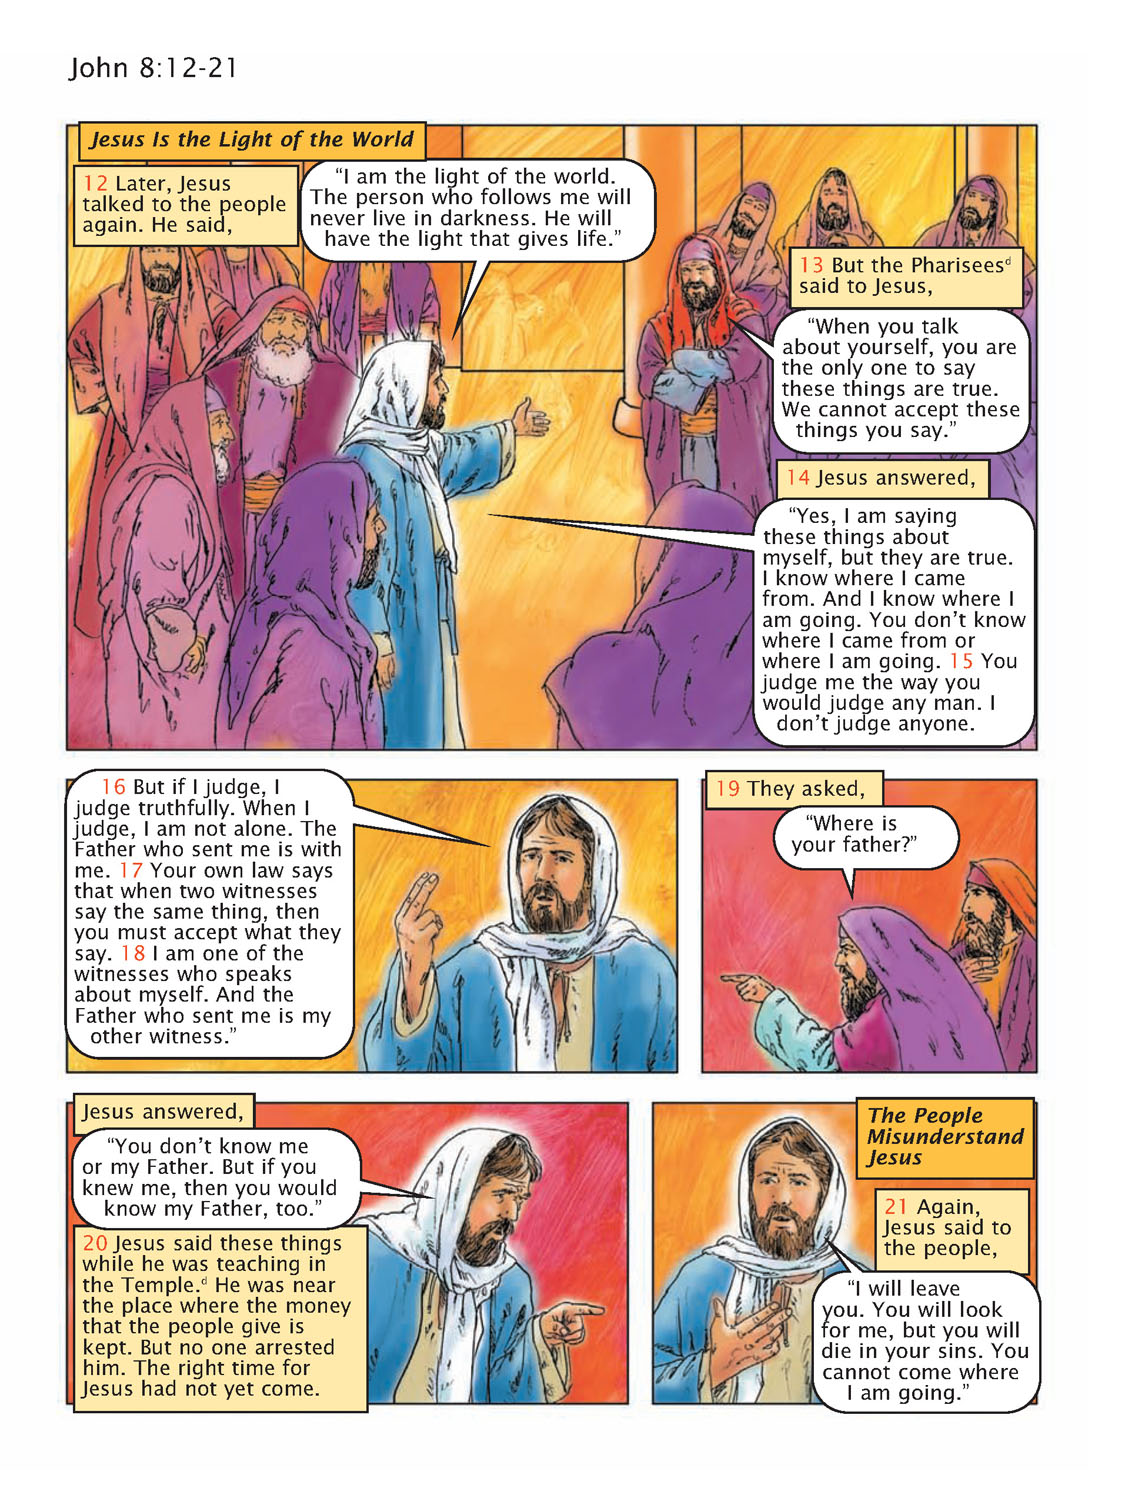 John 8:12-21
Jesus Is the Light of the World
12 Later, Jesus
talked to the people
again. He said,
“I am the light of the world.
The person who follows me will
never live in darkness. He will
have the light that gives life.”
13 But the Phariseesᵈ
said to Jesus,
“When you talk
about yourself, you are
the only one to say
these things are true.
We cannot accept these
things you say.”
14 Jesus answered,
“Yes, I am saying
these things about
myself, but they are true.
I know where I came
from. And I know where I
am going. You don’t know
where I came from or
where I am going. 15 You
judge me the way you
would judge any man. I
don’t judge anyone.
16 But if I judge, I
judge truthfully. When I
judge, I am not alone. The
Father who sent me is with
me. 17 Your own law says
that when two witnesses
say the same thing, then
you must accept what they
say. 18 I am one of the
witnesses who speaks
about myself. And the
Father who sent me is my
other witness.”
19 They asked,
“Where is
your father?”
Jesus answered,
“You don’t know me
or my Father. But if you
knew me, then you would
know my Father, too.”
20 Jesus said these things
while he was teaching in
the Temple.ᵈ He was near
the place where the money
that the people give is
kept. But no one arrested
him. The right time for
Jesus had not yet come.
The People
Misunderstand
Jesus
21 Again,
Jesus said to
the people,
“I will leave
you. You will look
for me, but you will
die in your sins. You
cannot come where
I am going.”